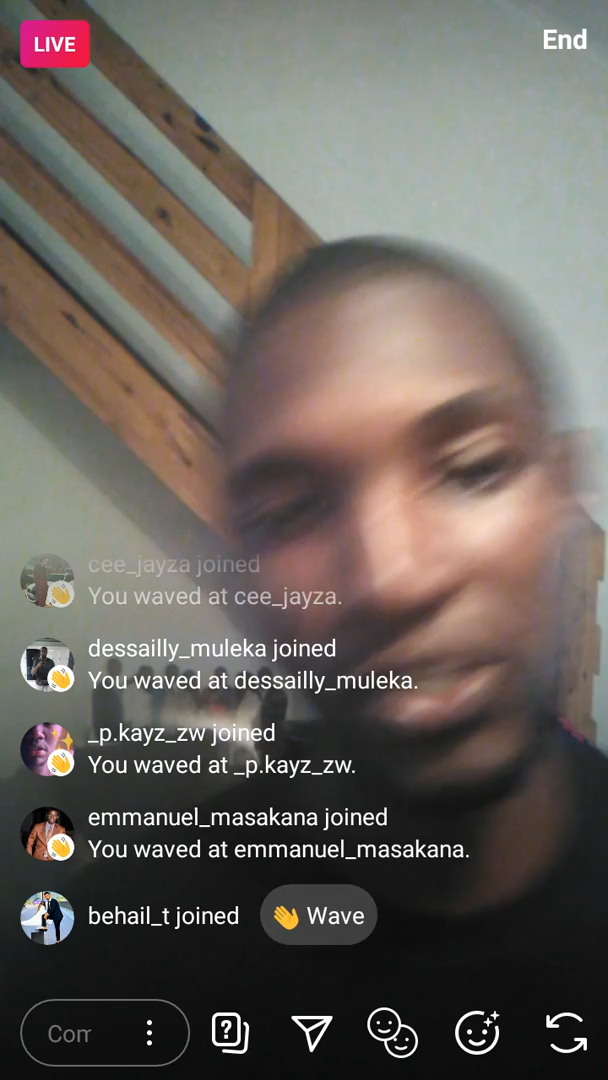 LIVE
End
cee_jayza joined
You waved at cee_jayza.
dessailly_muleka joined
You waved at dessailly_muleka.
_p.kayz_zw joined
You waved at _p.kayz_zw.
emmanuel_masakana joined
You waved at emmanuel_masakana.
behail_t joined
👋 Wave
Com